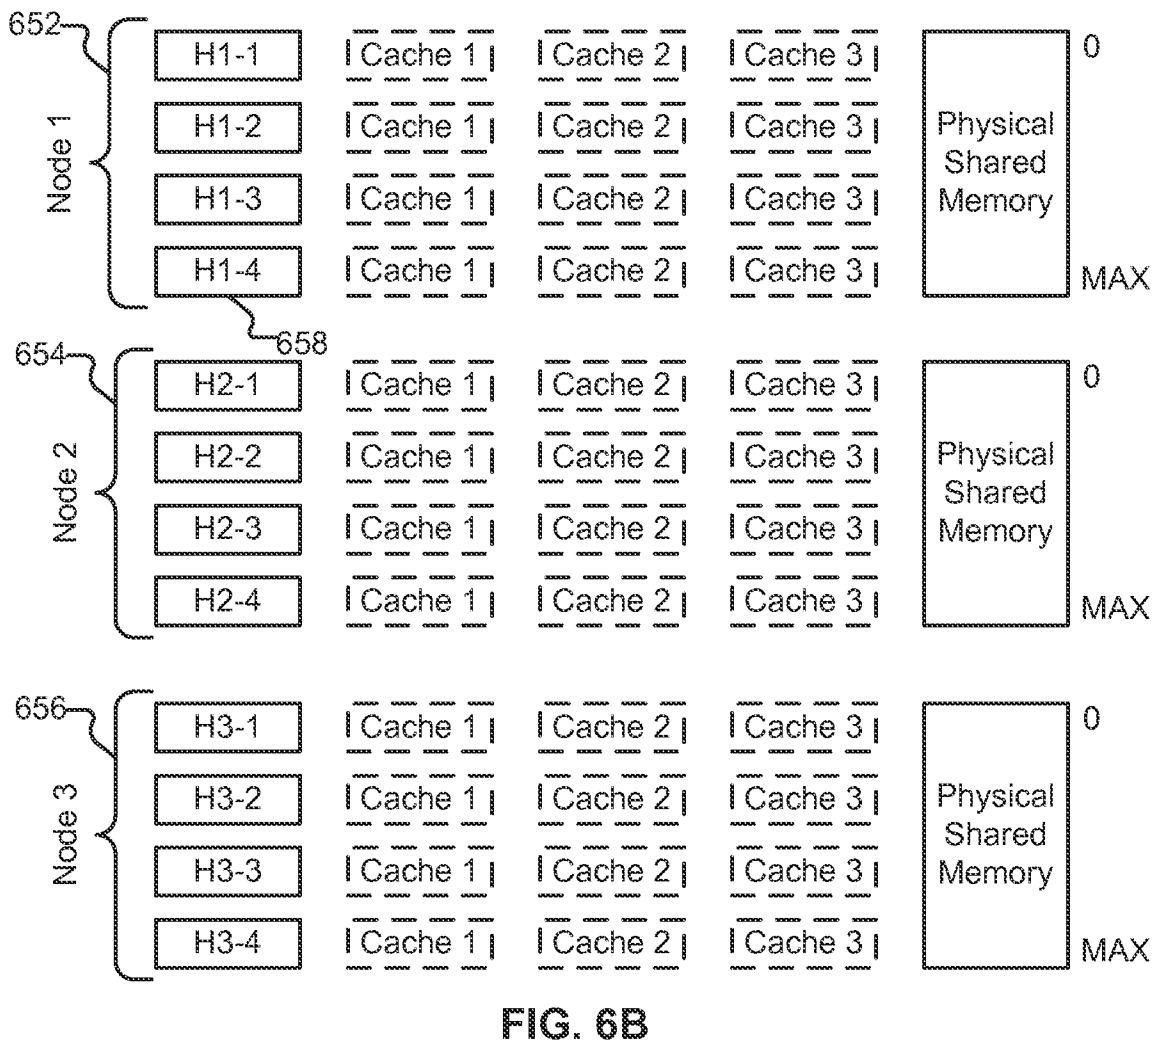 652
Node 1
H1-1 Cache 1 Cache 2 Cache 3
H1-2 Cache 1 Cache 2 Cache 3
H1-3 Cache 1 Cache 2 Cache 3
H1-4 Cache 1 Cache 2 Cache 3
Physical
Shared
Memory
0
MAX
658
654
Node 2
H2-1 Cache 1 Cache 2 Cache 3
H2-2 Cache 1 Cache 2 Cache 3
H2-3 Cache 1 Cache 2 Cache 3
H2-4 Cache 1 Cache 2 Cache 3
Physical
Shared
Memory
0
MAX
656
Node 3
H3-1 Cache 1 Cache 2 Cache 3
H3-2 Cache 1 Cache 2 Cache 3
H3-3 Cache 1 Cache 2 Cache 3
H3-4 Cache 1 Cache 2 Cache 3
Physical
Shared
Memory
0
MAX
FIG. 6B